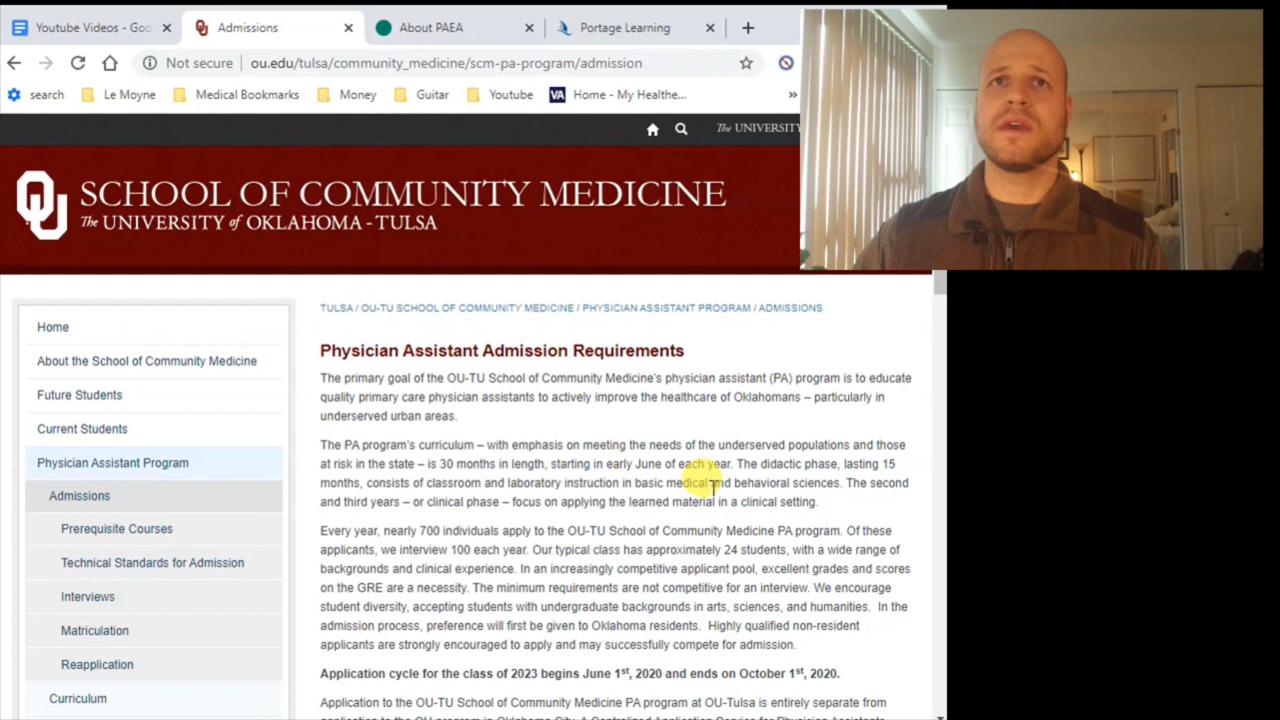 Youtube Videos - Goo
Admissions
About PAEA
Portage Learning
Not secure | ou.edu/tulsa/community_medicine/scm-pa-program/admission
search
Le Moyne
Medical Bookmarks
Money
Guitar
Youtube
VA Home - My Healthe...
»
The UNIVERSITY
OU
SCHOOL OF COMMUNITY MEDICINE
The UNIVERSITY of OKLAHOMA - TULSA
Home
About the School of Community Medicine
Future Students
Current Students
Physician Assistant Program
Admissions
Prerequisite Courses
Technical Standards for Admission
Interviews
Matriculation
Reapplication
Curriculum
TULSA / OU-TU SCHOOL OF COMMUNITY MEDICINE / PHYSICIAN ASSISTANT PROGRAM / ADMISSIONS
Physician Assistant Admission Requirements
The primary goal of the OU-TU School of Community Medicine's physician assistant (PA) program is to educate
quality primary care physician assistants to actively improve the healthcare of Oklahomans – particularly in
underserved urban areas.
The PA program's curriculum – with emphasis on meeting the needs of the underserved populations and those
at risk in the state – is 30 months in length, starting in early June of each year. The didactic phase, lasting 15
months, consists of classroom and laboratory instruction in basic medical and behavioral sciences. The second
and third years – or clinical phase – focus on applying the learned material in a clinical setting.
Every year, nearly 700 individuals apply to the OU-TU School of Community Medicine PA program. Of these
applicants, we interview 100 each year. Our typical class has approximately 24 students, with a wide range of
backgrounds and clinical experience. In an increasingly competitive applicant pool, excellent grades and scores
on the GRE are a necessity. The minimum requirements are not competitive for an interview. We encourage
student diversity, accepting students with undergraduate backgrounds in arts, sciences, and humanities. In the
admission process, preference will first be given to Oklahoma residents. Highly qualified non-resident
applicants are strongly encouraged to apply and may successfully compete for admission.
Application cycle for the class of 2023 begins June 1st, 2020 and ends on October 1st, 2020.
Application to the OU-TU School of Community Medicine PA program at OU-Tulsa is entirely separate from
application to the OU program in Oklahoma City. A Centralized Application Service for Physician Assistants